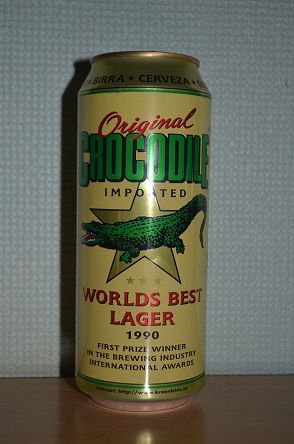 ★ BIRRA ★ CERVEZA ★
Original
CROCODILE
IMPORTED
WORLDS BEST
LAGER
1990
FIRST PRIZE WINNER
IN THE BREWING INDUSTRY
INTERNATIONAL AWARDS